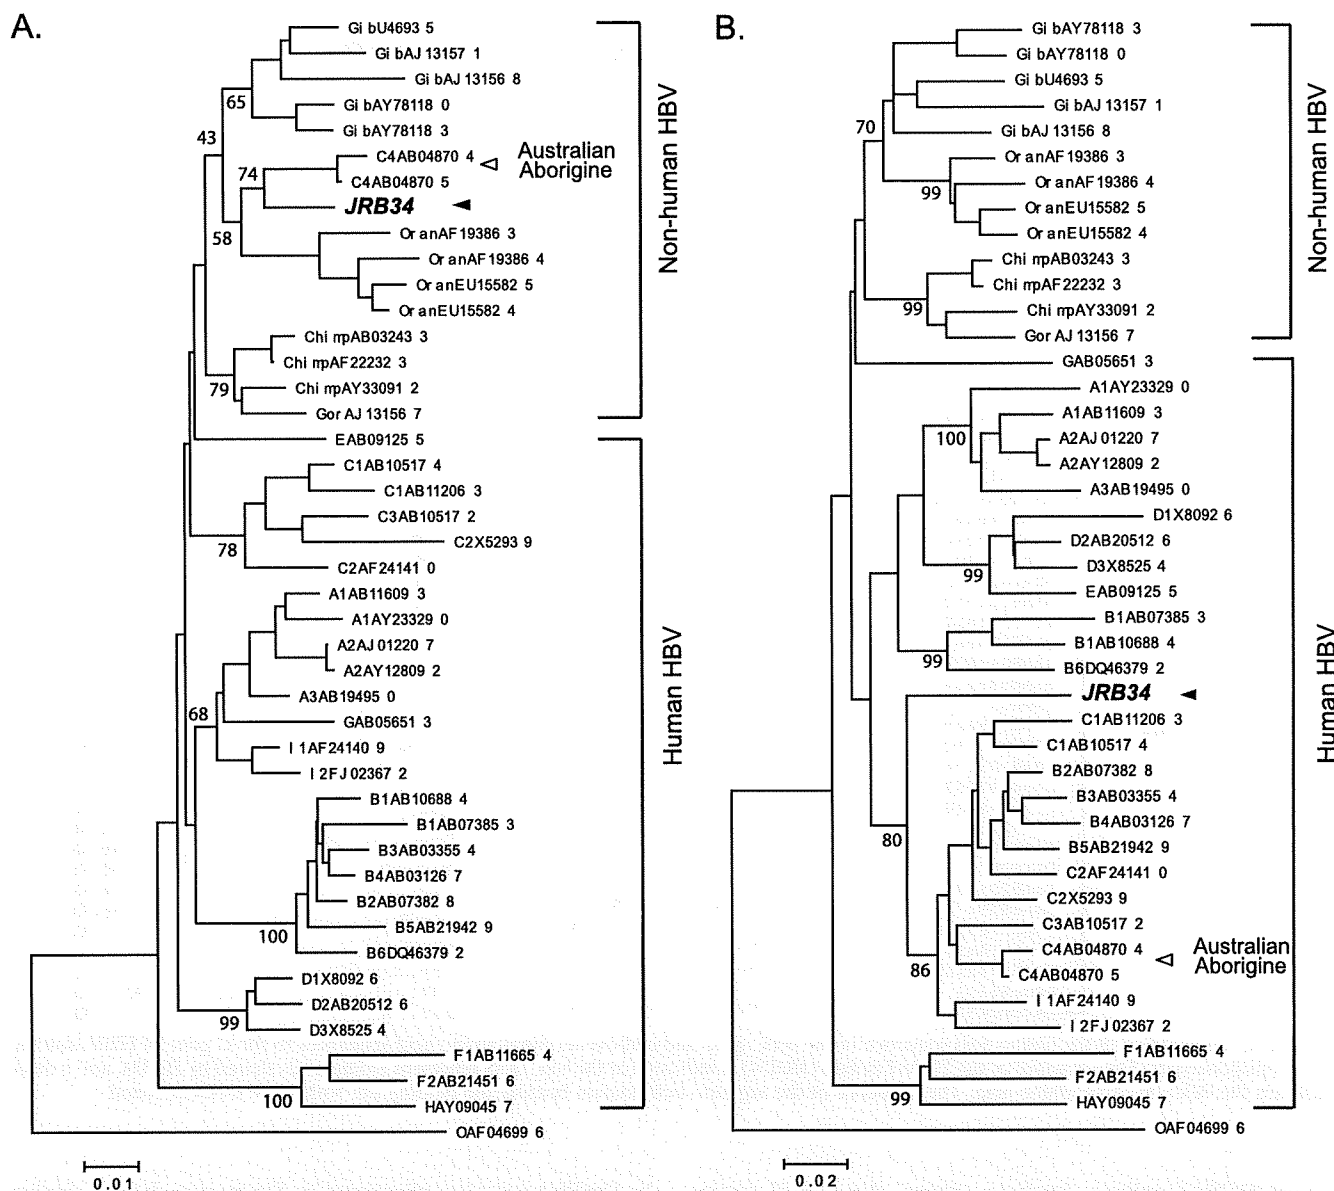 A.
Gi bU4693 5
Gi bAJ 13157 1
Gi bAJ 13156 8
65
Gi bAY78118 0
Gi bAY78118 3
43
C4AB04870 4
Australian
Aborigine
74
C4AB04870 5
JRB34
58
Or anAF19386 3
Or anAF19386 4
Or anEU15582 5
Or anEU15582 4
Chi mpAB03243 3
Chi mpAF22232 3
79
Chi mpAY33091 2
Gor AJ 13156 7
Non-human HBV
EAB09125 5
C1AB10517 4
C1AB11206 3
C3AB10517 2
C2X5293 9
78
C2AF24141 0
A1AB11609 3
A1AY23329 0
A2AJ 01220 7
A2AY12809 2
A3AB19495 0
68
GAB05651 3
I 1AF24140 9
I 2FJ 02367 2
B1AB10688 4
B1AB07385 3
B3AB03355 4
B4AB03126 7
B2AB07382 8
B5AB21942 9
100
B6DQ46379 2
D1X8092 6
D2AB20512 6
99
D3X8525 4
F1AB11665 4
F2AB21451 6
100
HAY09045 7
Human HBV
OAF04699 6
0.01
B.
Gi bAY78118 3
Gi bAY78118 0
Gi bU4693 5
Gi bAJ 13157 1
70
Gi bAJ 13156 8
Or anAF19386 3
99
Or anAF19386 4
Or anEU15582 5
Or anEU15582 4
Chi mpAB03243 3
Chi mpAF22232 3
99
Chi mpAY33091 2
Gor AJ 13156 7
Non-human HBV
GAB05651 3
A1AY23329 0
A1AB11609 3
100
A2AJ 01220 7
A2AY12809 2
A3AB19495 0
D1X8092 6
D2AB20512 6
99
D3X8525 4
EAB09125 5
B1AB07385 3
B1AB10688 4
99
B6DQ46379 2
JRB34
C1AB11206 3
C1AB10517 4
B2AB07382 8
B3AB03355 4
B4AB03126 7
80
B5AB21942 9
C2AF24141 0
C2X5293 9
C3AB10517 2
C4AB04870 4
Australian
Aborigine
86
C4AB04870 5
I 1AF24140 9
I 2FJ 02367 2
F1AB11665 4
F2AB21451 6
99
HAY09045 7
Human HBV
OAF04699 6
0.02